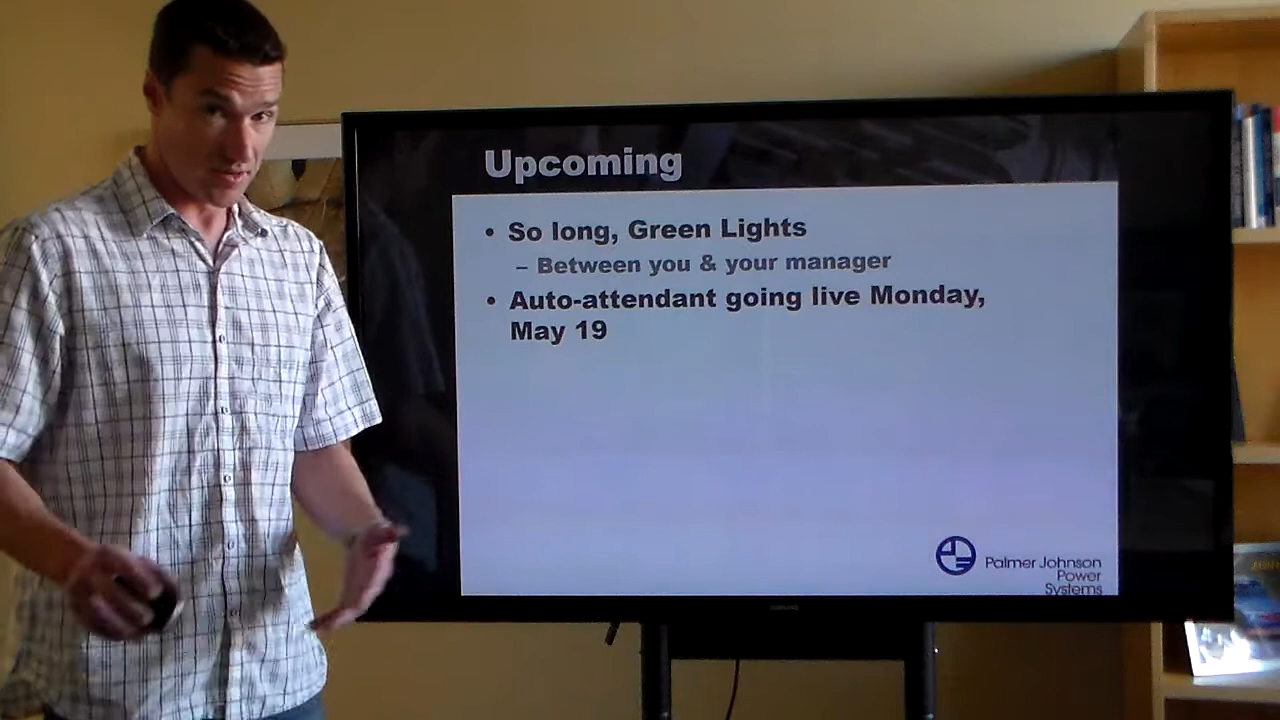 Upcoming
• So long, Green Lights
– Between you & your manager
• Auto-attendant going live Monday,
May 19
Palmer Johnson
Power
Systems